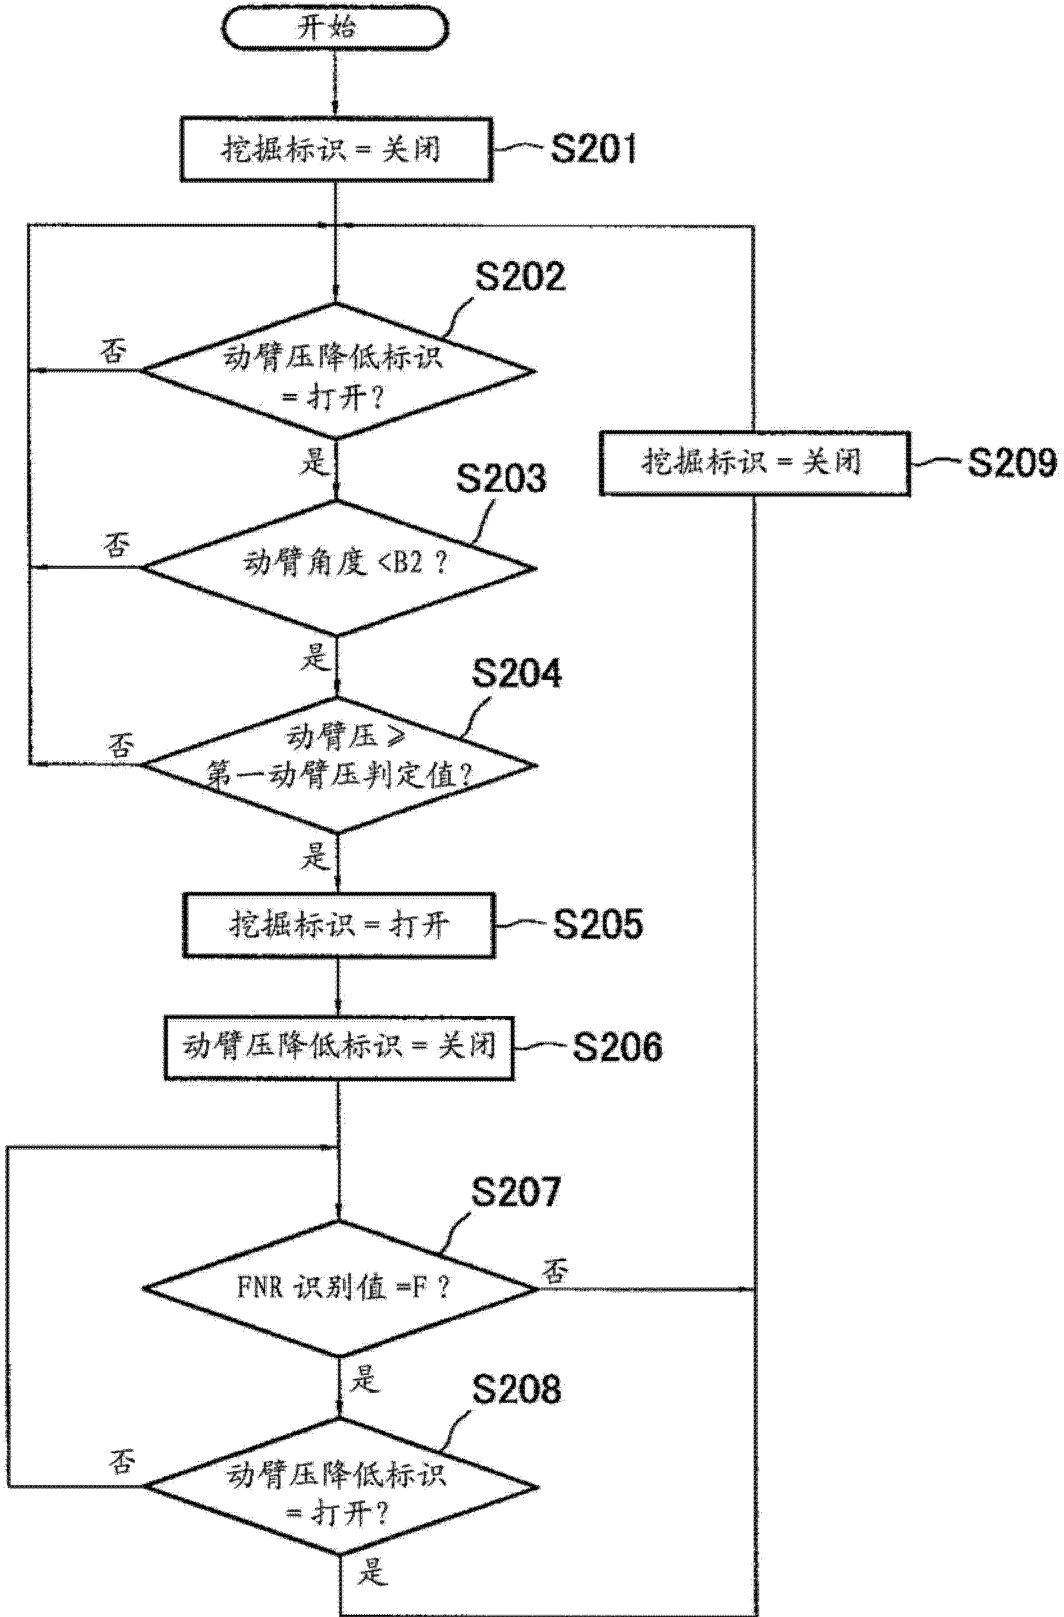 开始
挖掘标识=关闭
S201
S202
否
动臂压降低标识
=打开?
是
挖掘标识=关闭
S209
S203
否
动臂角度<B2?
是
S204
否
动臂压≥
第一动臂压判定值?
是
挖掘标识=打开
S205
动臂压降低标识=关闭
S206
S207
FNR 识别值=F?
否
是
S208
否
动臂压降低标识
=打开?
是